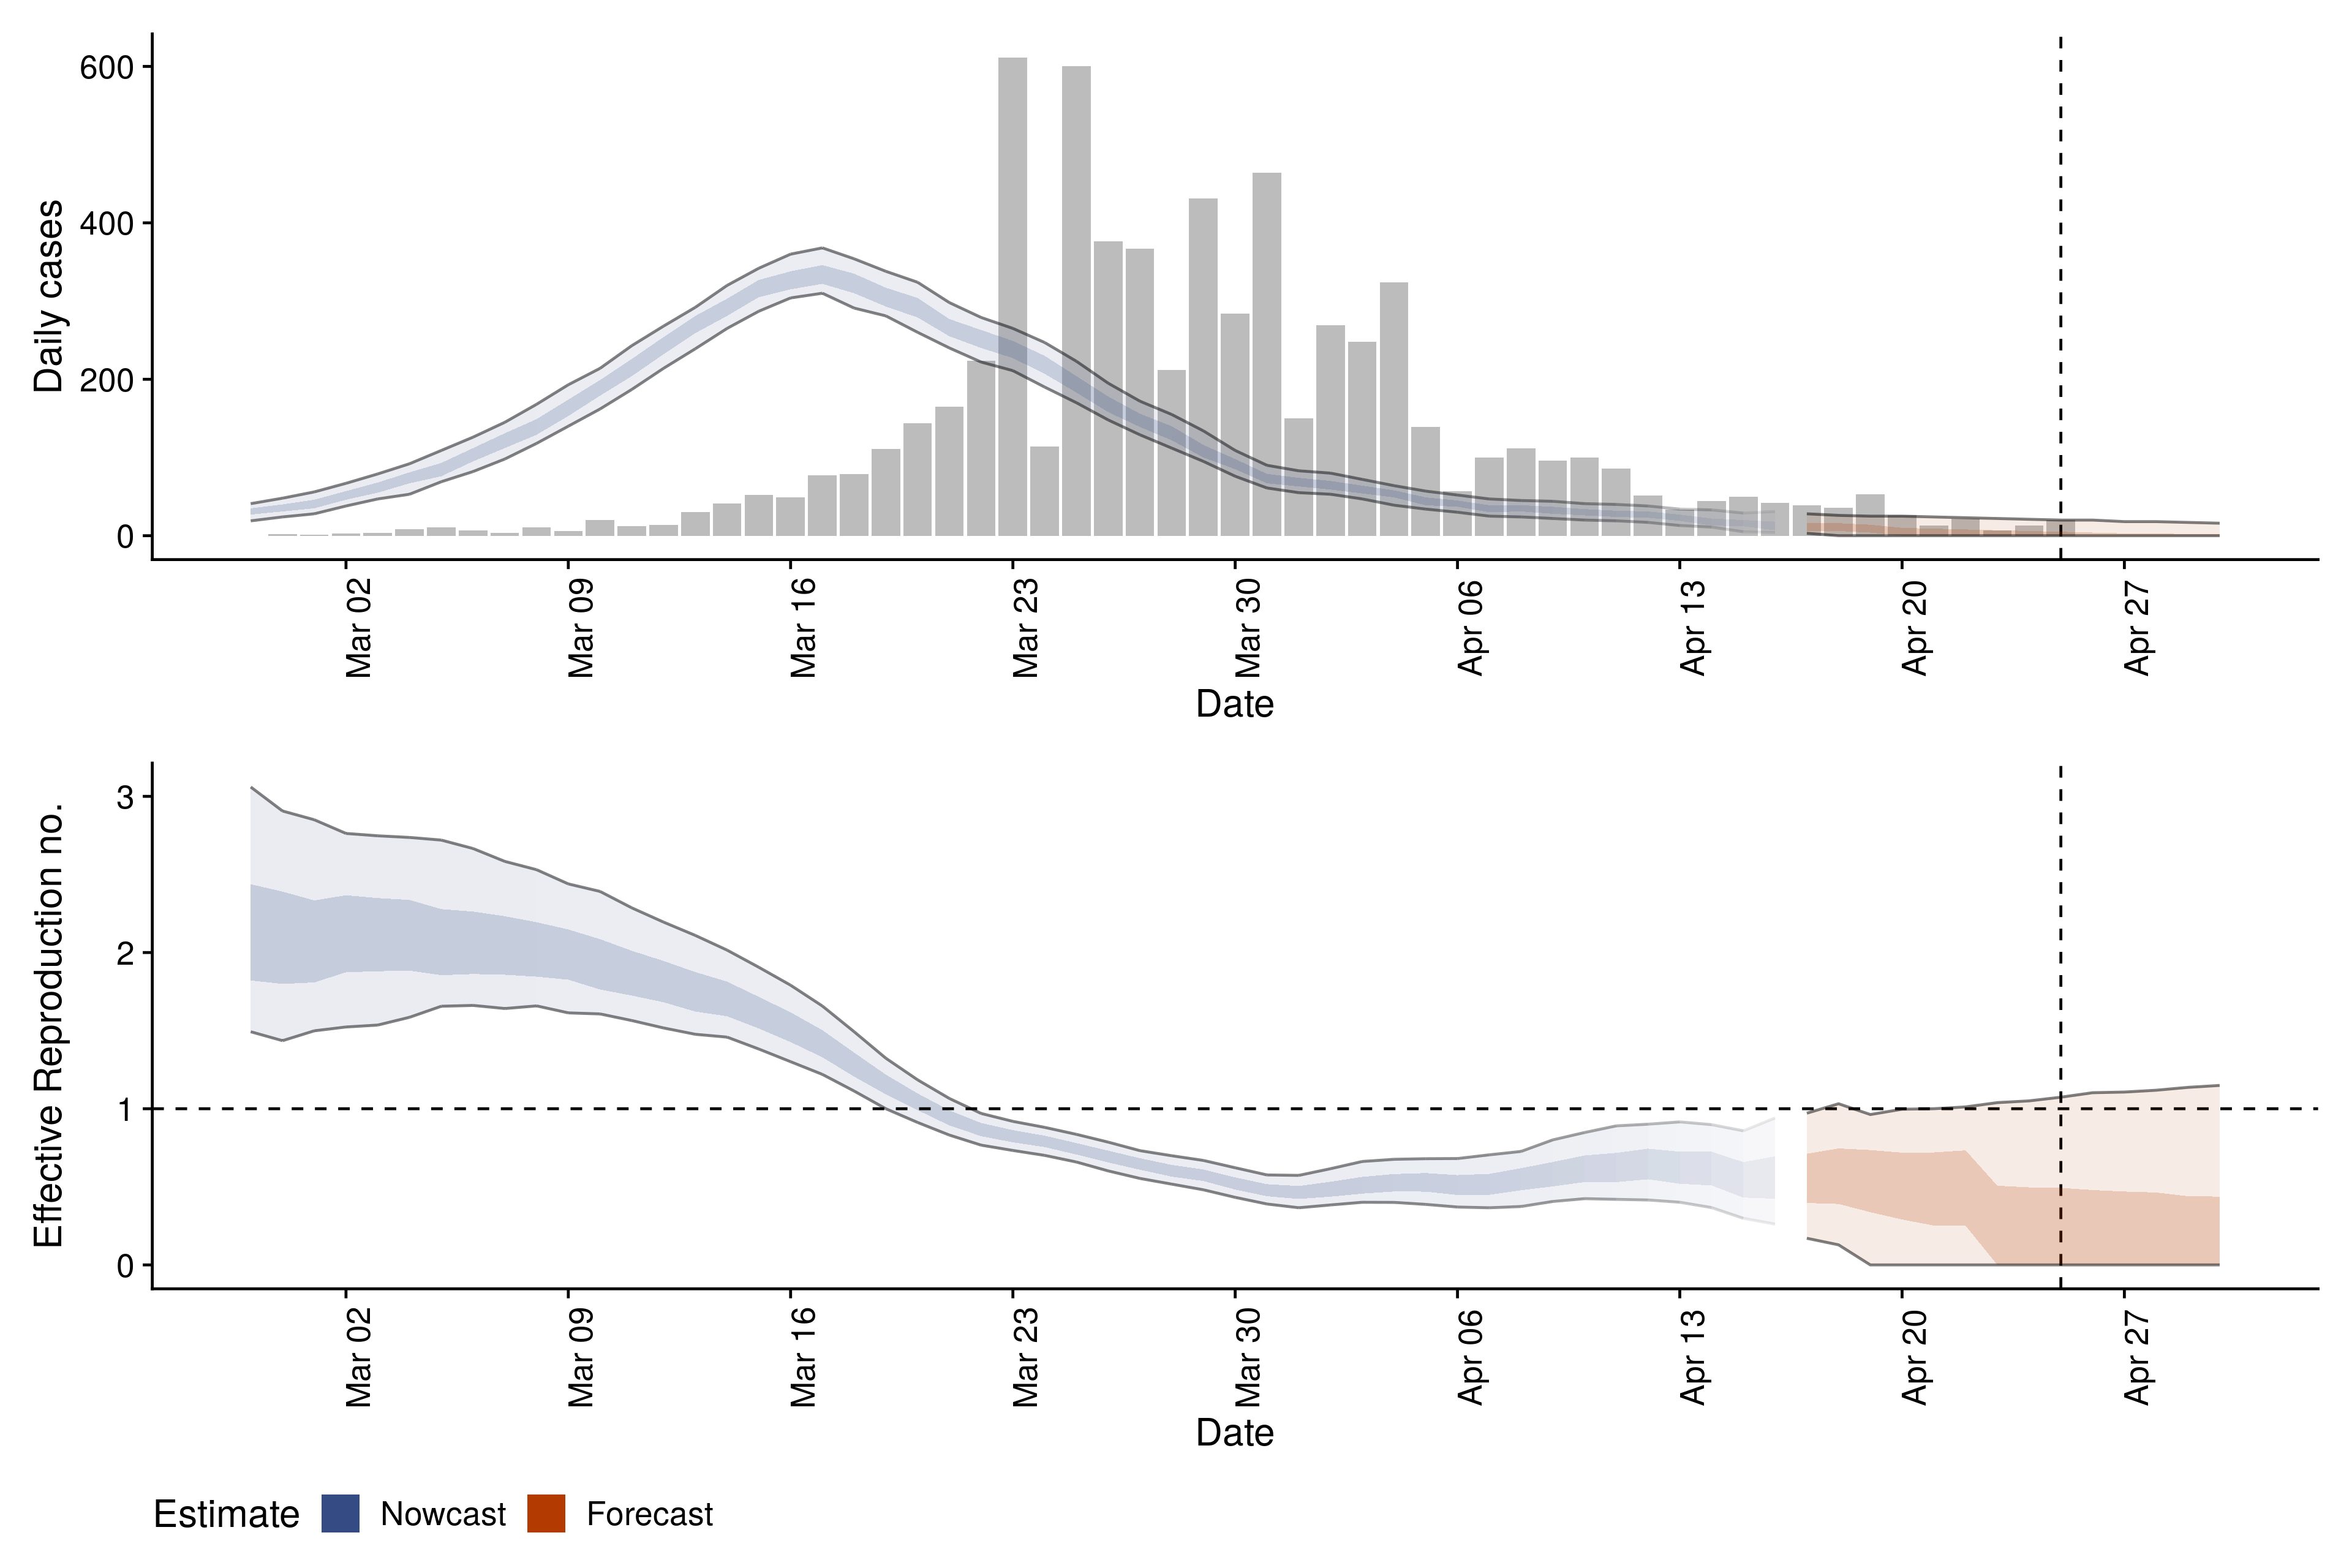 Daily cases
600
400
200
0
Mar 02
Mar 09
Mar 16
Mar 23
Mar 30
Apr 06
Apr 13
Apr 20
Apr 27
Date
Effective Reproduction no.
3
2
1
0
Mar 02
Mar 09
Mar 16
Mar 23
Mar 30
Apr 06
Apr 13
Apr 20
Apr 27
Date
Estimate Nowcast Forecast